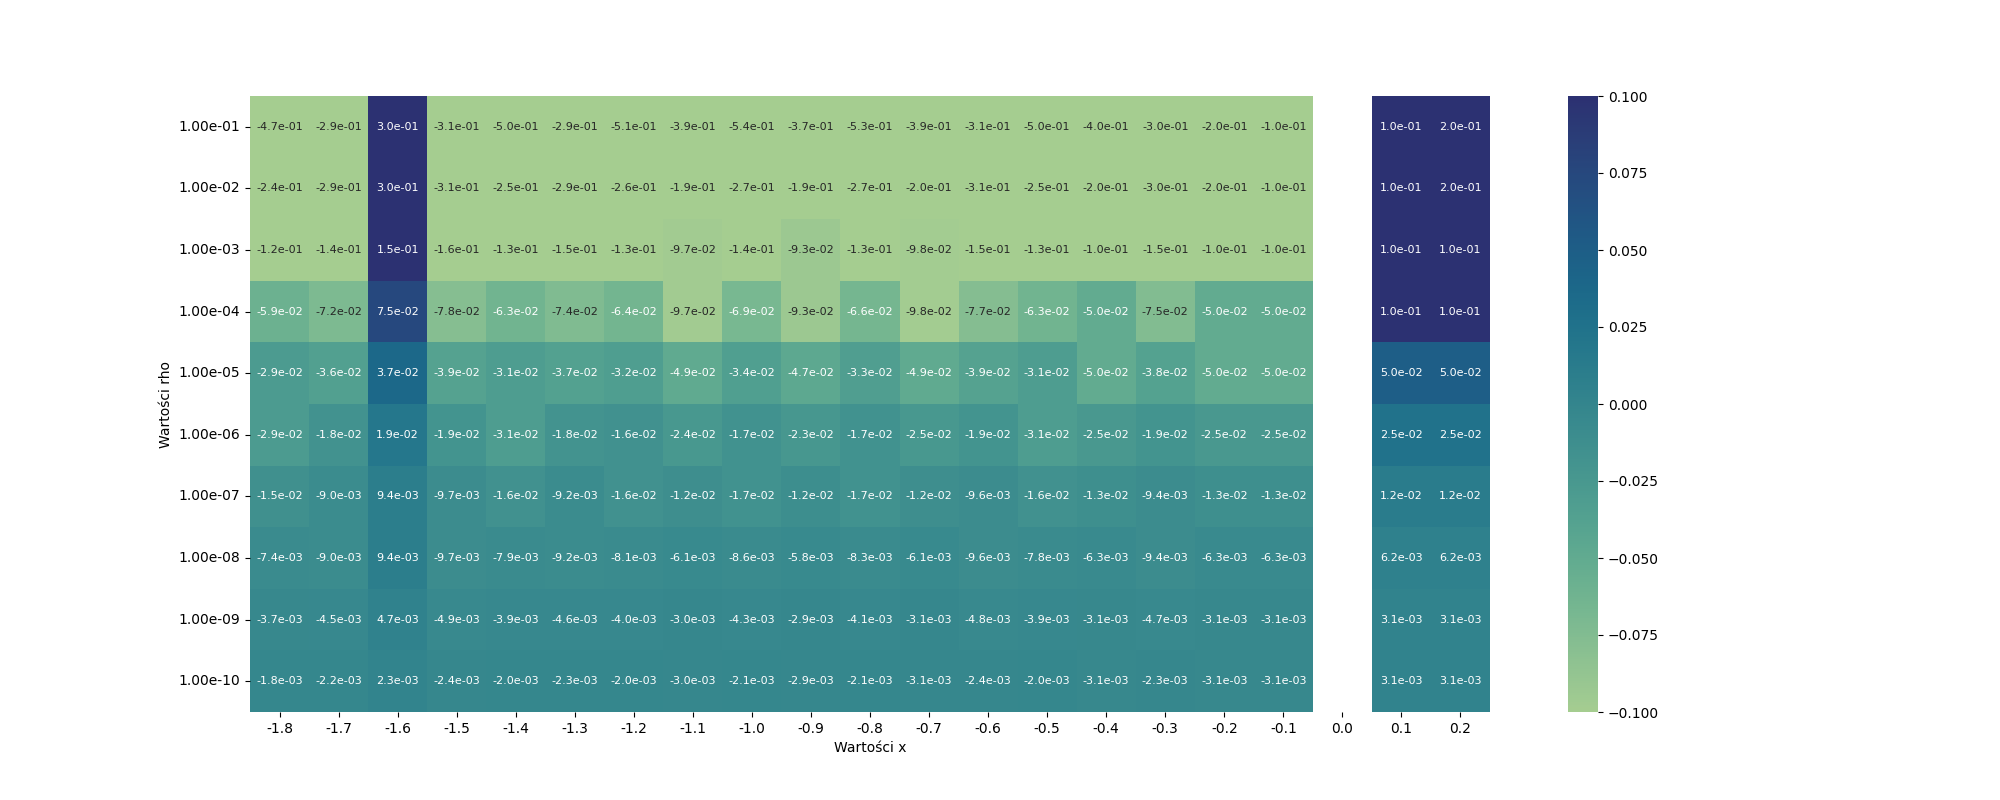 1.00e-01 -4.7e-01 -2.9e-01 3.0e-01 -3.1e-01 -5.0e-01 -2.9e-01 -5.1e-01 -3.9e-01 -5.4e-01 -3.7e-01 -5.3e-01 -3.9e-01 -3.1e-01 -5.0e-01 -4.0e-01 -3.0e-01 -2.0e-01 -1.0e-01 1.0e-01 2.0e-01
1.00e-02 -2.4e-01 -2.9e-01 3.0e-01 -3.1e-01 -2.5e-01 -2.9e-01 -2.6e-01 -1.9e-01 -2.7e-01 -1.9e-01 -2.7e-01 -2.0e-01 -3.1e-01 -2.5e-01 -2.0e-01 -3.0e-01 -2.0e-01 -1.0e-01 1.0e-01 2.0e-01
1.00e-03 -1.2e-01 -1.4e-01 1.5e-01 -1.6e-01 -1.3e-01 -1.5e-01 -1.3e-01 -9.7e-02 -1.4e-01 -9.3e-02 -1.3e-01 -9.8e-02 -1.5e-01 -1.3e-01 -1.0e-01 -1.5e-01 -1.0e-01 -1.0e-01 1.0e-01 1.0e-01
1.00e-04 -5.9e-02 -7.2e-02 7.5e-02 -7.8e-02 -6.3e-02 -7.4e-02 -6.4e-02 -9.7e-02 -6.9e-02 -9.3e-02 -6.6e-02 -9.8e-02 -7.7e-02 -6.3e-02 -5.0e-02 -7.5e-02 -5.0e-02 -5.0e-02 1.0e-01 1.0e-01
1.00e-05 -2.9e-02 -3.6e-02 3.7e-02 -3.9e-02 -3.1e-02 -3.7e-02 -3.2e-02 -4.9e-02 -3.4e-02 -4.7e-02 -3.3e-02 -4.9e-02 -3.9e-02 -3.1e-02 -5.0e-02 -3.8e-02 -5.0e-02 -5.0e-02 5.0e-02 5.0e-02
1.00e-06 -2.9e-02 -1.8e-02 1.9e-02 -1.9e-02 -3.1e-02 -1.8e-02 -1.6e-02 -2.4e-02 -1.7e-02 -2.3e-02 -1.7e-02 -2.5e-02 -1.9e-02 -3.1e-02 -2.5e-02 -1.9e-02 -2.5e-02 -2.5e-02 2.5e-02 2.5e-02
1.00e-07 -1.5e-02 -9.0e-03 9.4e-03 -9.7e-03 -1.6e-02 -9.2e-03 -1.6e-02 -1.2e-02 -1.7e-02 -1.2e-02 -1.7e-02 -1.2e-02 -9.6e-03 -1.6e-02 -1.3e-02 -9.4e-03 -1.3e-02 -1.3e-02 1.2e-02 1.2e-02
1.00e-08 -7.4e-03 -9.0e-03 9.4e-03 -9.7e-03 -7.9e-03 -9.2e-03 -8.1e-03 -6.1e-03 -8.6e-03 -5.8e-03 -8.3e-03 -6.1e-03 -9.6e-03 -7.8e-03 -6.3e-03 -9.4e-03 -6.3e-03 -6.3e-03 6.2e-03 6.2e-03
1.00e-09 -3.7e-03 -4.5e-03 4.7e-03 -4.9e-03 -3.9e-03 -4.6e-03 -4.0e-03 -3.0e-03 -4.3e-03 -2.9e-03 -4.1e-03 -3.1e-03 -4.8e-03 -3.9e-03 -3.1e-03 -4.7e-03 -3.1e-03 -3.1e-03 3.1e-03 3.1e-03
1.00e-10 -1.8e-03 -2.2e-03 2.3e-03 -2.4e-03 -2.0e-03 -2.3e-03 -2.0e-03 -3.0e-03 -2.1e-03 -2.9e-03 -2.1e-03 -3.1e-03 -2.4e-03 -2.0e-03 -3.1e-03 -2.3e-03 -3.1e-03 -3.1e-03 3.1e-03 3.1e-03
-1.8 -1.7 -1.6 -1.5 -1.4 -1.3 -1.2 -1.1 -1.0 -0.9 -0.8 -0.7 -0.6 -0.5 -0.4 -0.3 -0.2 -0.1 0.0 0.1 0.2
Wartości x
Wartości rho
0.100
0.075
0.050
0.025
0.000
−0.025
−0.050
−0.075
−0.100